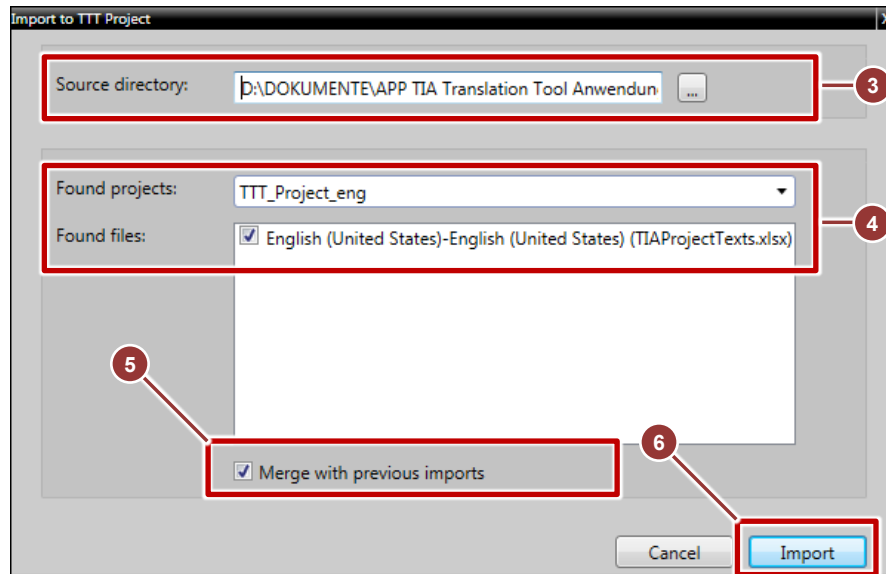 Import to TTT Project
Source directory: D:\DOKUMENTE\APP TIA Translation Tool Anwendun ...
3
Found projects: TTT_Project_eng
4
Found files: English (United States)-English (United States) (TIAProjectTexts.xlsx)
5
Merge with previous imports
6
Cancel Import